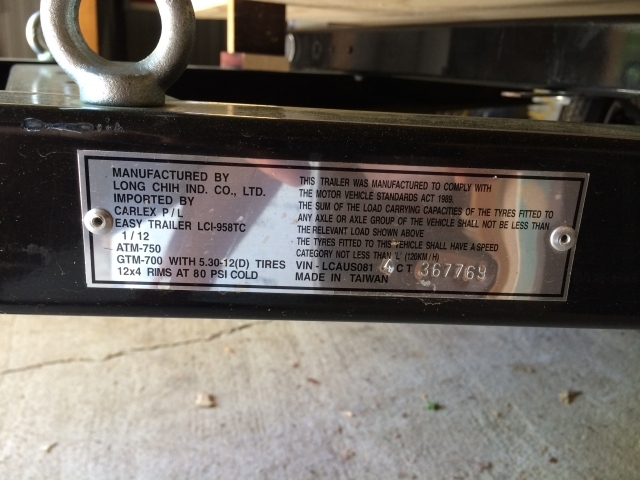 MANUFACTURED BY
LONG CHIH IND. CO., LTD.
IMPORTED BY
CARLEX P/L
EASY TRAILER LCI-958TC
1/12
ATM-750
GTM-700 WITH 5.30-12(D) TIRES
12x4 RIMS AT 80 PSI COLD
THIS TRAILER WAS MANUFACTURED TO COMPLY WITH
THE MOTOR VEHICLE STANDARDS ACT 1989.
THE SUM OF THE LOAD CARRYING CAPACITIES OF THE TYRES FITTED TO
ANY AXLE OR AXLE GROUP OF THE VEHICLE SHALL NOT BE LESS THAN
THE RELEVANT LOAD SHOWN ABOVE
THE TYRES FITTED TO THIS VEHICLE SHALL HAVE A SPEED
CATEGORY NOT LESS THAN 'L' (120KM/H)
VIN-LCAUS081 4 CT 367769
MADE IN TAIWAN